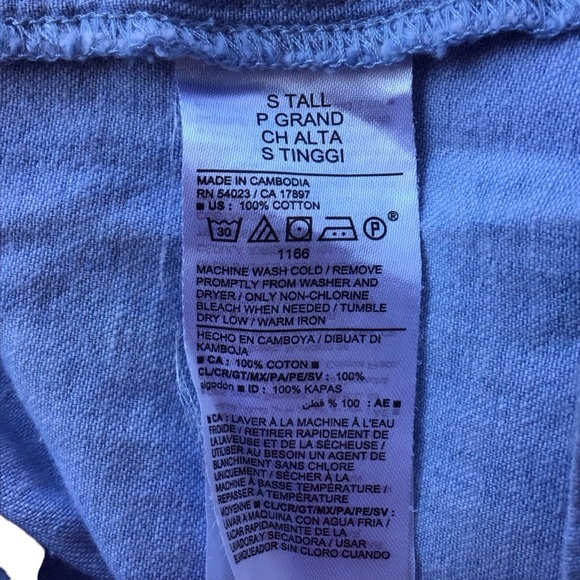 S TALL
P GRAND
CH ALTA
S TINGGI
MADE IN CAMBODIA
RN 54023 / CA 17897
■ US : 100% COTTON
30 P ®
1166
MACHINE WASH COLD / REMOVE
PROMPTLY FROM WASHER AND
DRYER / ONLY NON-CHLORINE
BLEACH WHEN NEEDED / TUMBLE
DRY LOW / WARM IRON
HECHO EN CAMBOYA / DIBUAT DI
KAMBOJA
■ CA : 100% COTON ■
CL/CR/GT/MX/PA/PE/SV : 100%
algodón ■ ID : 100% KAPAS
■ AE : 100 % قطن
■ CA : LAVER À LA MACHINE À L'EAU
FROIDE / RETIRER RAPIDEMENT DE
LA LAVEUSE ET DE LA SÉCHEUSE /
UTILISER AU BESOIN UN AGENT DE
BLANCHIMENT SANS CHLORE
UNIQUEMENT / SÉCHER À LA
MACHINE À BASSE TEMPÉRATURE /
REPASSER À TEMPÉRATURE
MOYENNE ■ CL/CR/GT/MX/PA/PE/SV :
LAVAR A MAQUINA CON AGUA FRIA /
SACAR RAPIDAMENTE DE LA
LAVADORA Y SECADORA / USAR
BLANQUEADOR SIN CLORO CUANDO